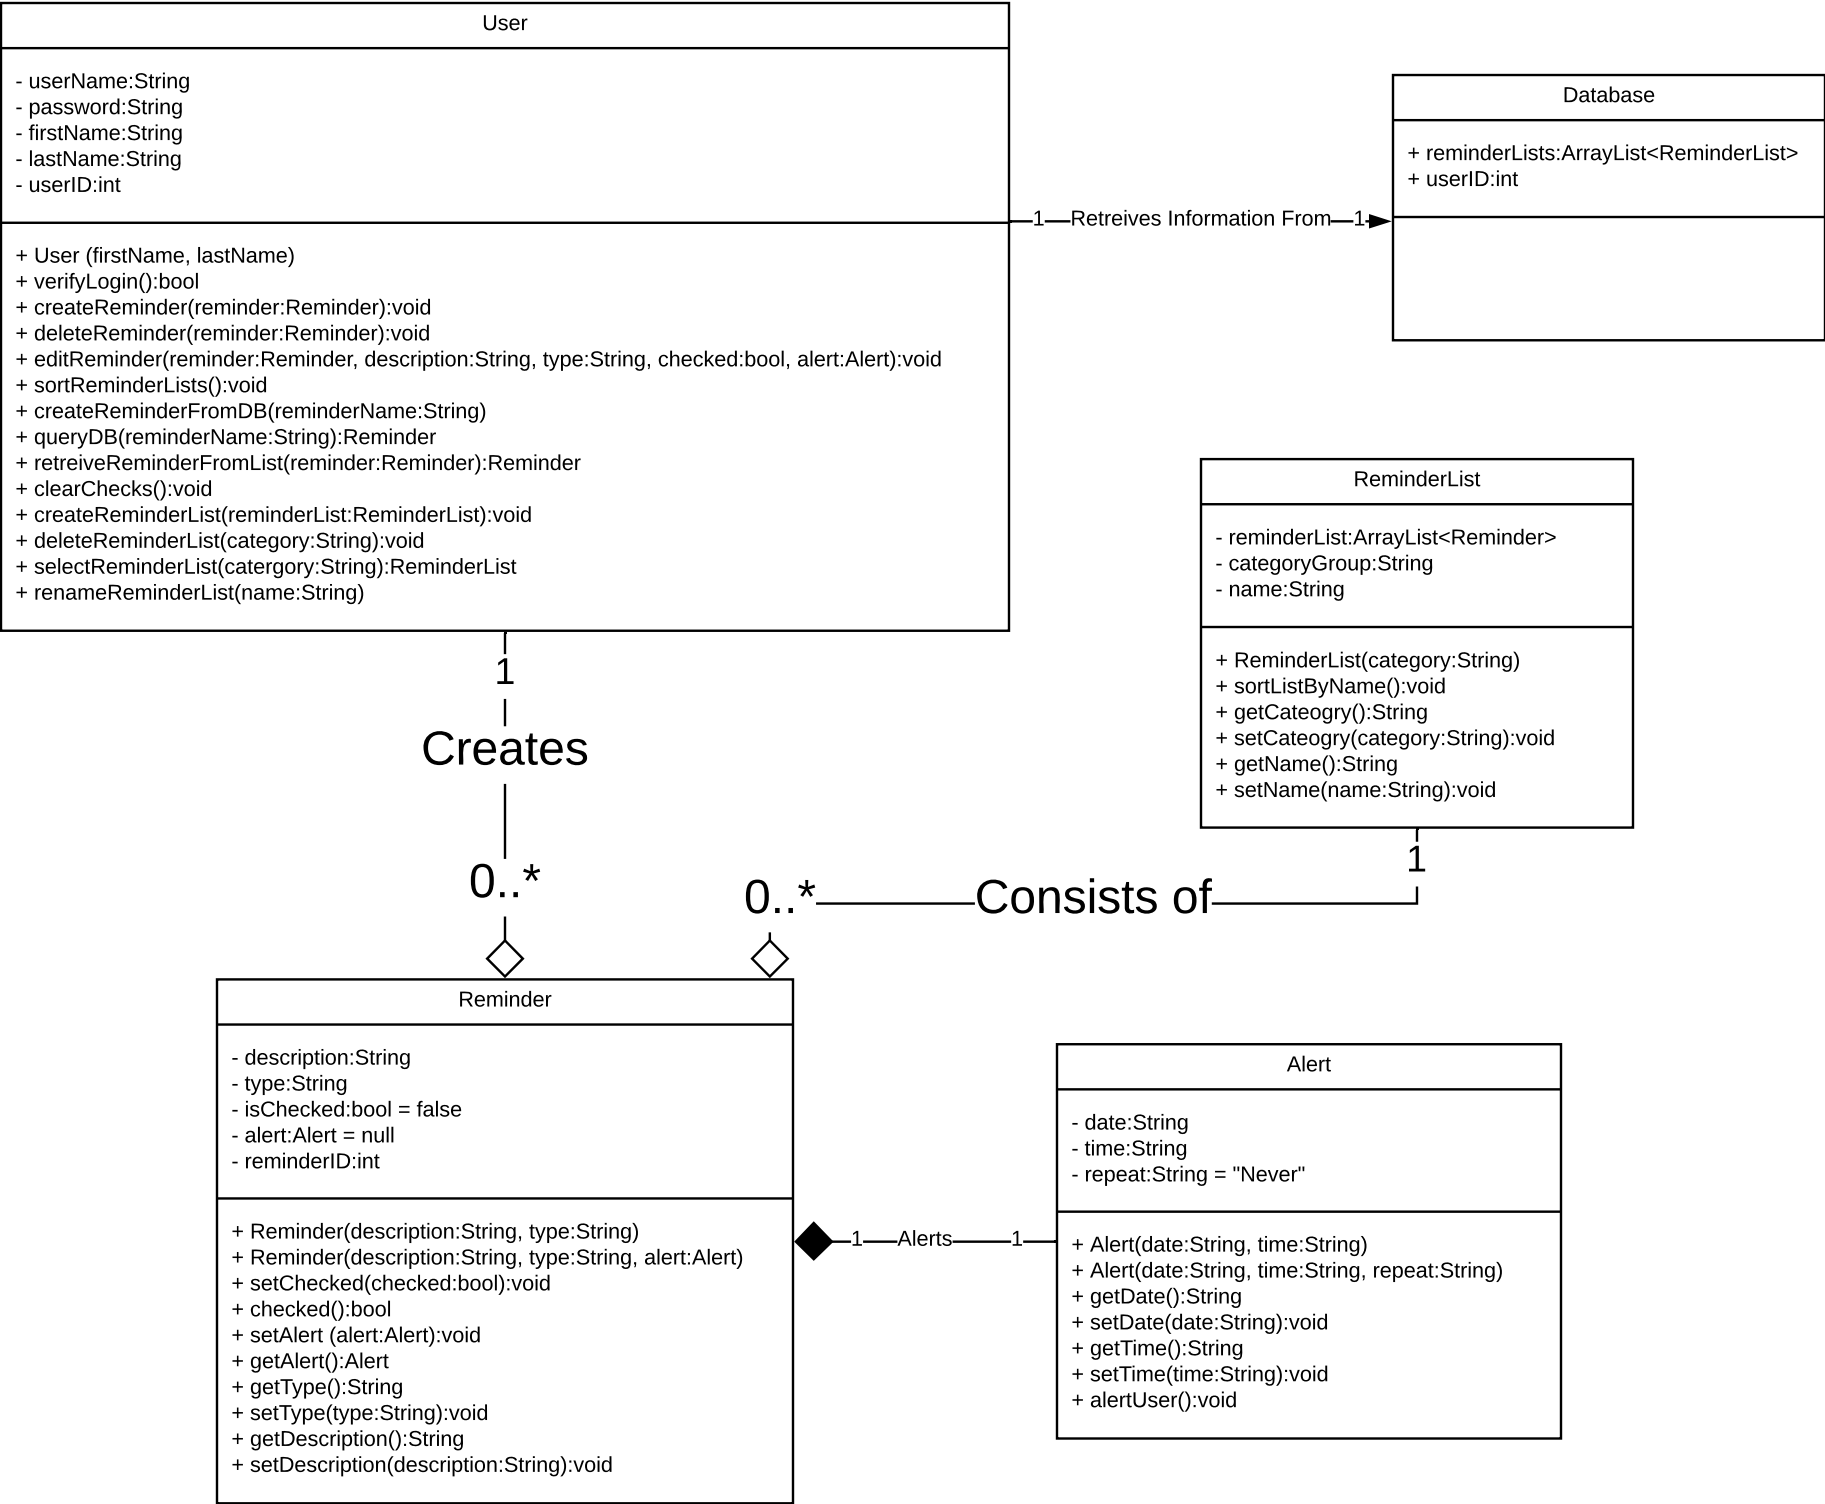 User
- userName:String
- password:String
- firstName:String
- lastName:String
- userID:int
+ User (firstName, lastName)
+ verifyLogin():bool
+ createReminder(reminder:Reminder):void
+ deleteReminder(reminder:Reminder):void
+ editReminder(reminder:Reminder, description:String, type:String, checked:bool, alert:Alert):void
+ sortReminderLists():void
+ createReminderFromDB(reminderName:String)
+ queryDB(reminderName:String):Reminder
+ retreiveReminderFromList(reminder:Reminder):Reminder
+ clearChecks():void
+ createReminderList(reminderList:ReminderList):void
+ deleteReminderList(category:String):void
+ selectReminderList(catergory:String):ReminderList
+ renameReminderList(name:String)
1 Retreives Information From 1
Database
+ reminderLists:ArrayList<ReminderList>
+ userID:int
ReminderList
- reminderList:ArrayList<Reminder>
- categoryGroup:String
- name:String
+ ReminderList(category:String)
+ sortListByName():void
+ getCateogry():String
+ setCateogry(category:String):void
+ getName():String
+ setName(name:String):void
1
Creates
0..*
1
0..* Consists of
Reminder
- description:String
- type:String
- isChecked:bool = false
- alert:Alert = null
- reminderID:int
+ Reminder(description:String, type:String)
+ Reminder(description:String, type:String, alert:Alert)
+ setChecked(checked:bool):void
+ checked():bool
+ setAlert (alert:Alert):void
+ getAlert():Alert
+ getType():String
+ setType(type:String):void
+ getDescription():String
+ setDescription(description:String):void
1 Alerts 1
Alert
- date:String
- time:String
- repeat:String = "Never"
+ Alert(date:String, time:String)
+ Alert(date:String, time:String, repeat:String)
+ getDate():String
+ setDate(date:String):void
+ getTime():String
+ setTime(time:String):void
+ alertUser():void